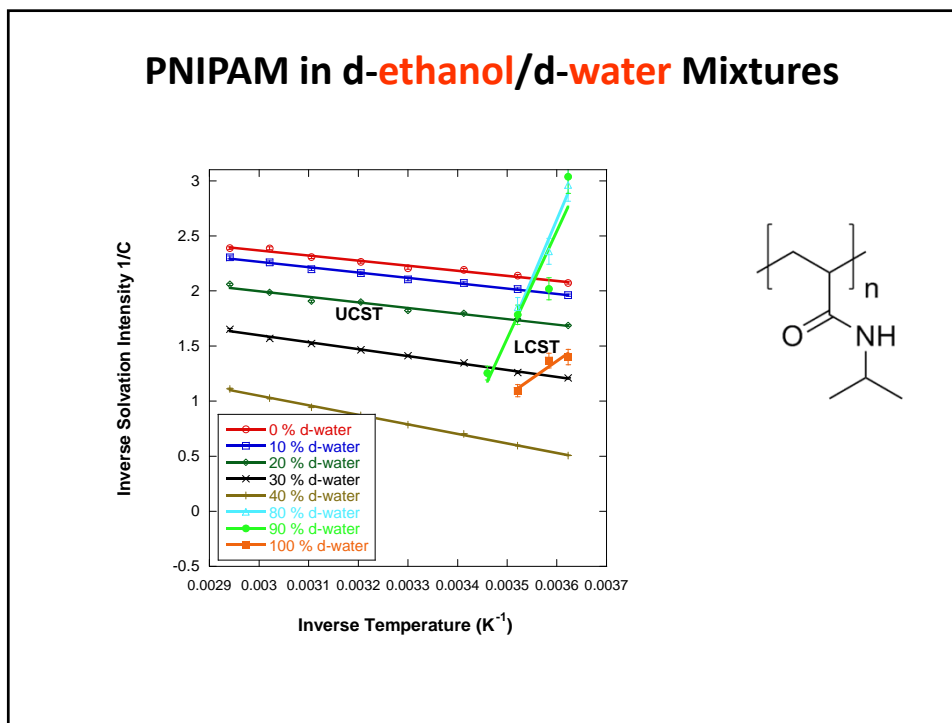 PNIPAM in d-ethanol/d-water Mixtures
Inverse Solvation Intensity 1/C
3
2.5
2
1.5
1
0.5
0
-0.5
UCST
LCST
0 % d-water
10 % d-water
20 % d-water
30 % d-water
40 % d-water
80 % d-water
90 % d-water
100 % d-water
0.0029 0.003 0.0031 0.0032 0.0033 0.0034 0.0035 0.0036 0.0037
Inverse Temperature (K⁻¹)
n
O
NH